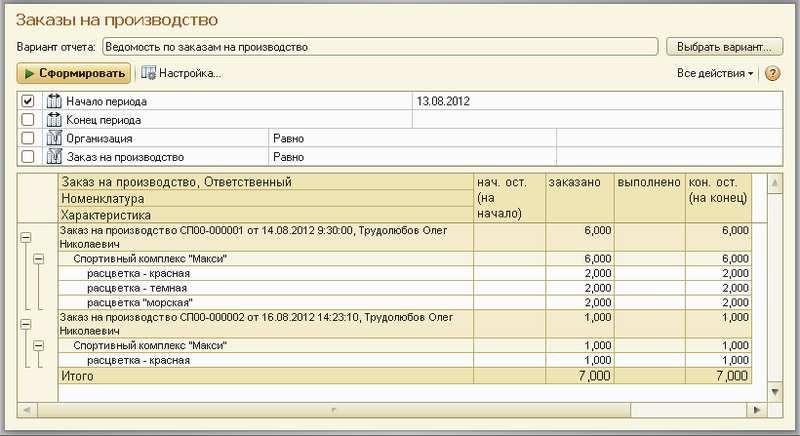 Заказы на производство
Вариант отчета: Ведомость по заказам на производство Выбрать вариант...
Сформировать Настройка... Все действия ?
Начало периода 13.08.2012
Конец периода
Организация Равно
Заказ на производство Равно
Заказ на производство, Ответственный нач. ост. (на начало) заказано выполнено кон. ост. (на конец)
Номенклатура
Характеристика
Заказ на производство СП00-000001 от 14.08.2012 9:30:00, Трудолюбов Олег 6,000 6,000
Николаевич
Спортивный комплекс "Макси" 6,000 6,000
расцветка - красная 2,000 2,000
расцветка - темная 2,000 2,000
расцветка "морская" 2,000 2,000
Заказ на производство СП00-000002 от 16.08.2012 14:23:10, Трудолюбов Олег 1,000 1,000
Николаевич
Спортивный комплекс "Макси" 1,000 1,000
расцветка - красная 1,000 1,000
Итого 7,000 7,000